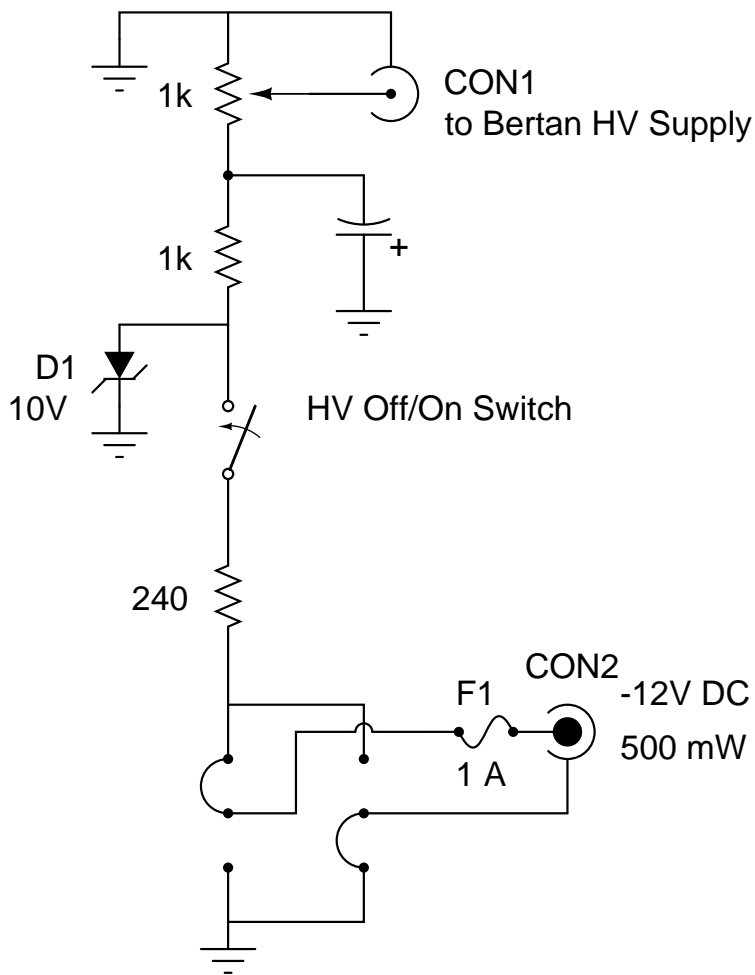 1k
CON1
to Bertan HV Supply
1k
+
D1
10V
HV Off/On Switch
240
CON2
-12V DC
F1
500 mW
1 A